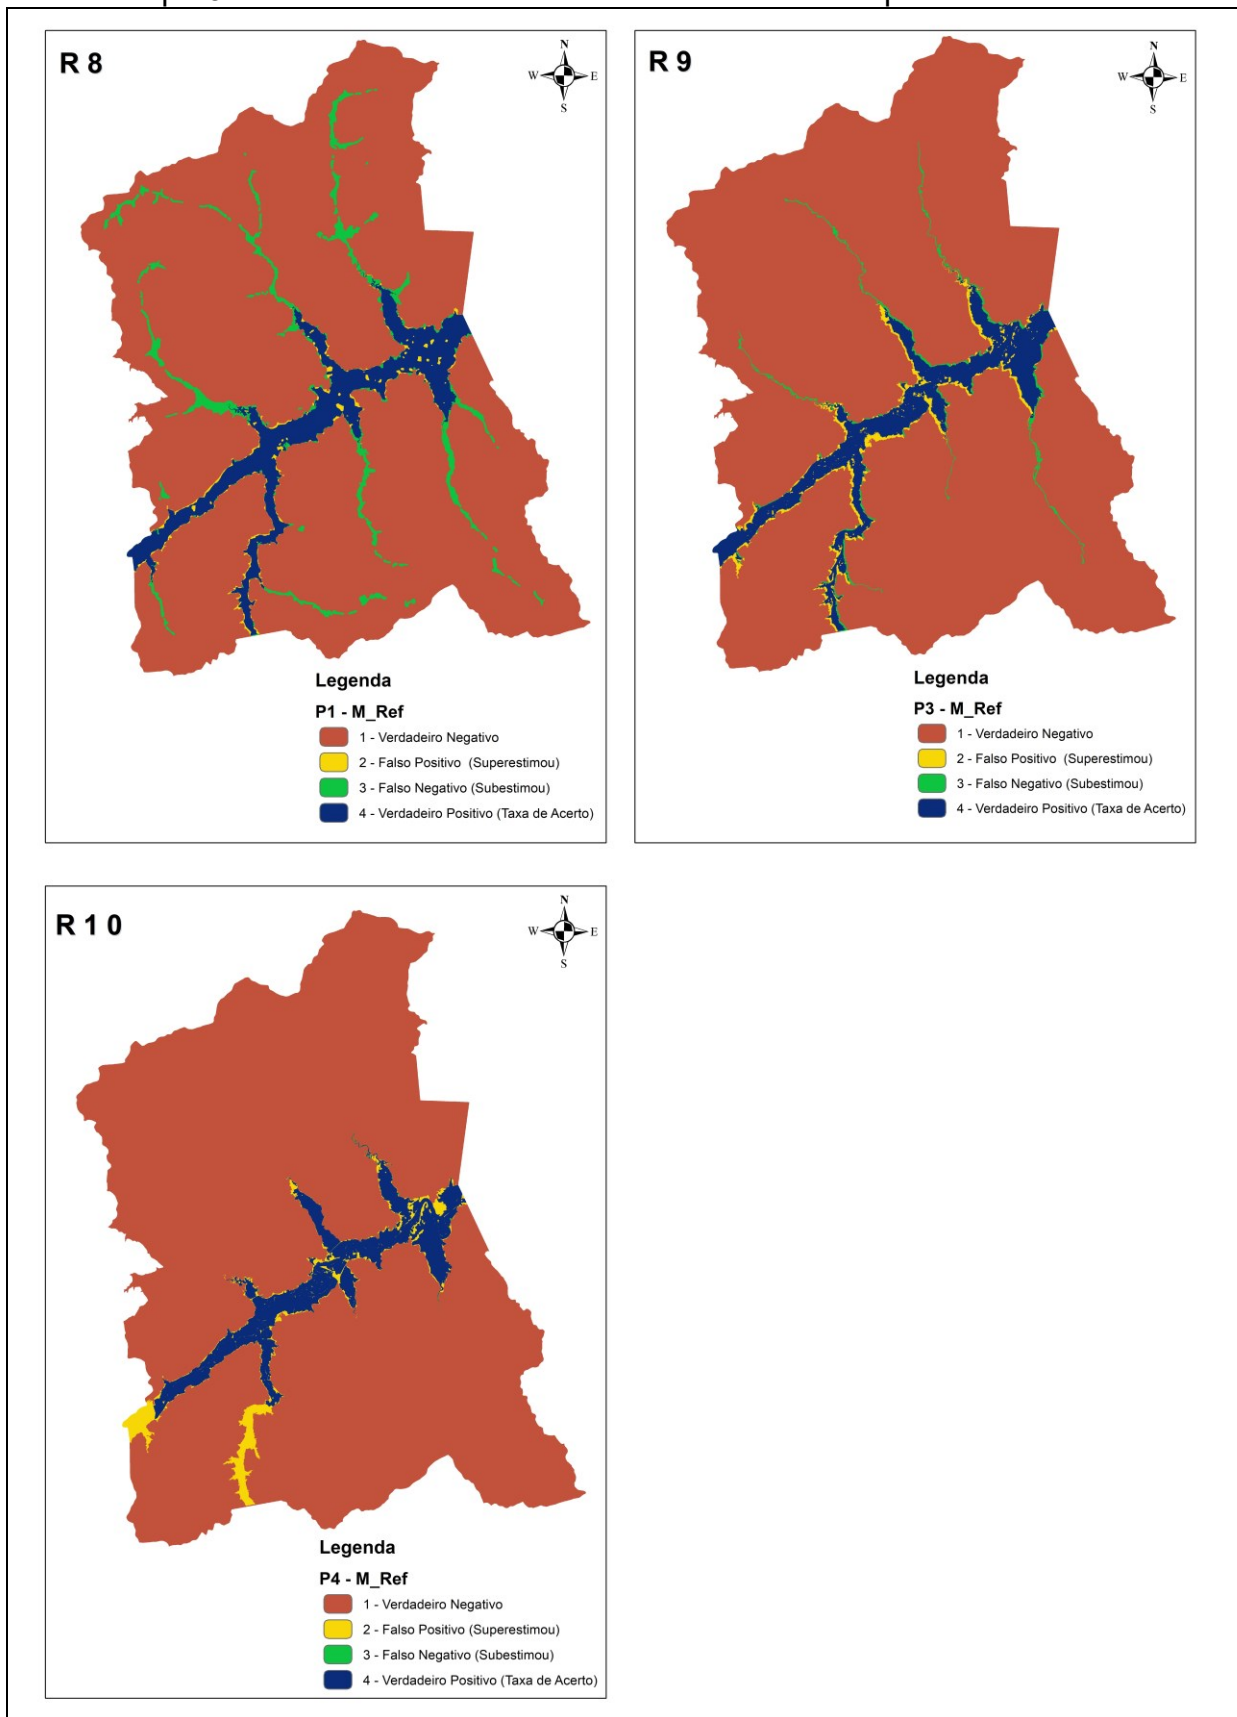 R 8
N
W E
S
Legenda
P1 - M_Ref
1 - Verdadeiro Negativo
2 - Falso Positivo (Superestimou)
3 - Falso Negativo (Subestimou)
4 - Verdadeiro Positivo (Taxa de Acerto)
R 9
N
W E
S
Legenda
P3 - M_Ref
1 - Verdadeiro Negativo
2 - Falso Positivo (Superestimou)
3 - Falso Negativo (Subestimou)
4 - Verdadeiro Positivo (Taxa de Acerto)
R 1 0
N
W E
S
Legenda
P4 - M_Ref
1 - Verdadeiro Negativo
2 - Falso Positivo (Superestimou)
3 - Falso Negativo (Subestimou)
4 - Verdadeiro Positivo (Taxa de Acerto)